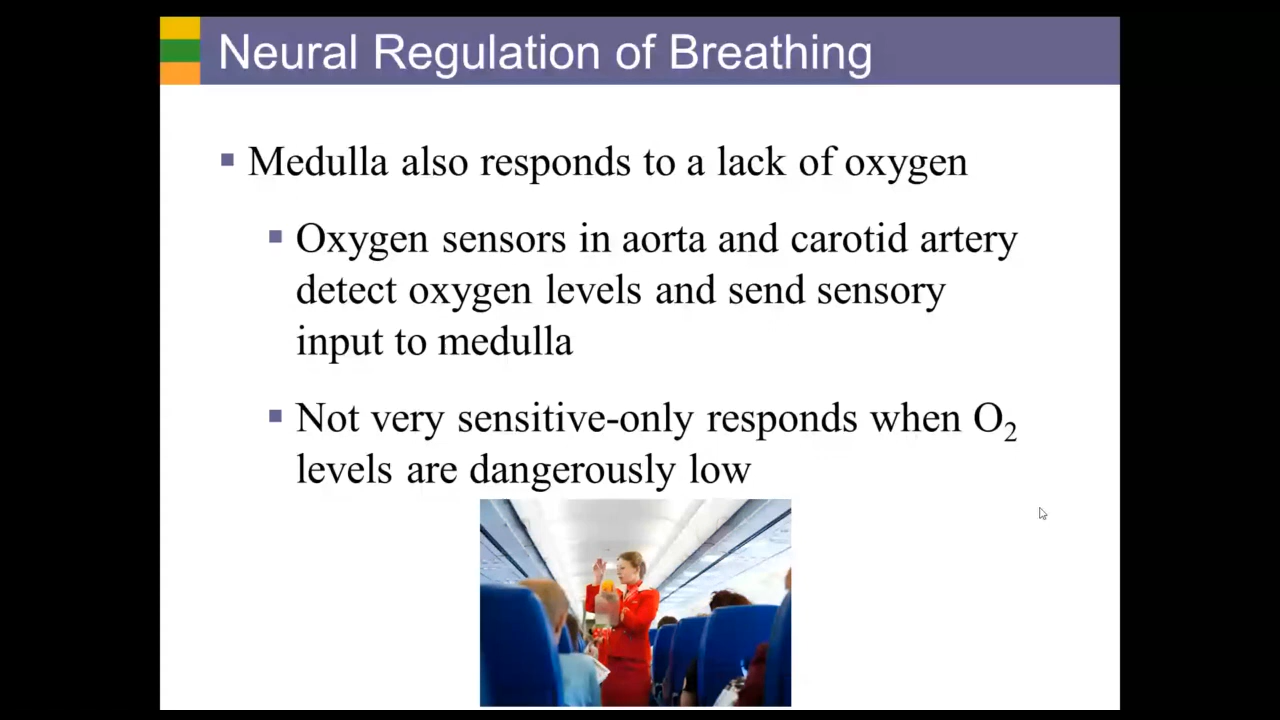 Neural Regulation of Breathing
Medulla also responds to a lack of oxygen
Oxygen sensors in aorta and carotid artery
detect oxygen levels and send sensory
input to medulla
Not very sensitive-only responds when O₂
levels are dangerously low